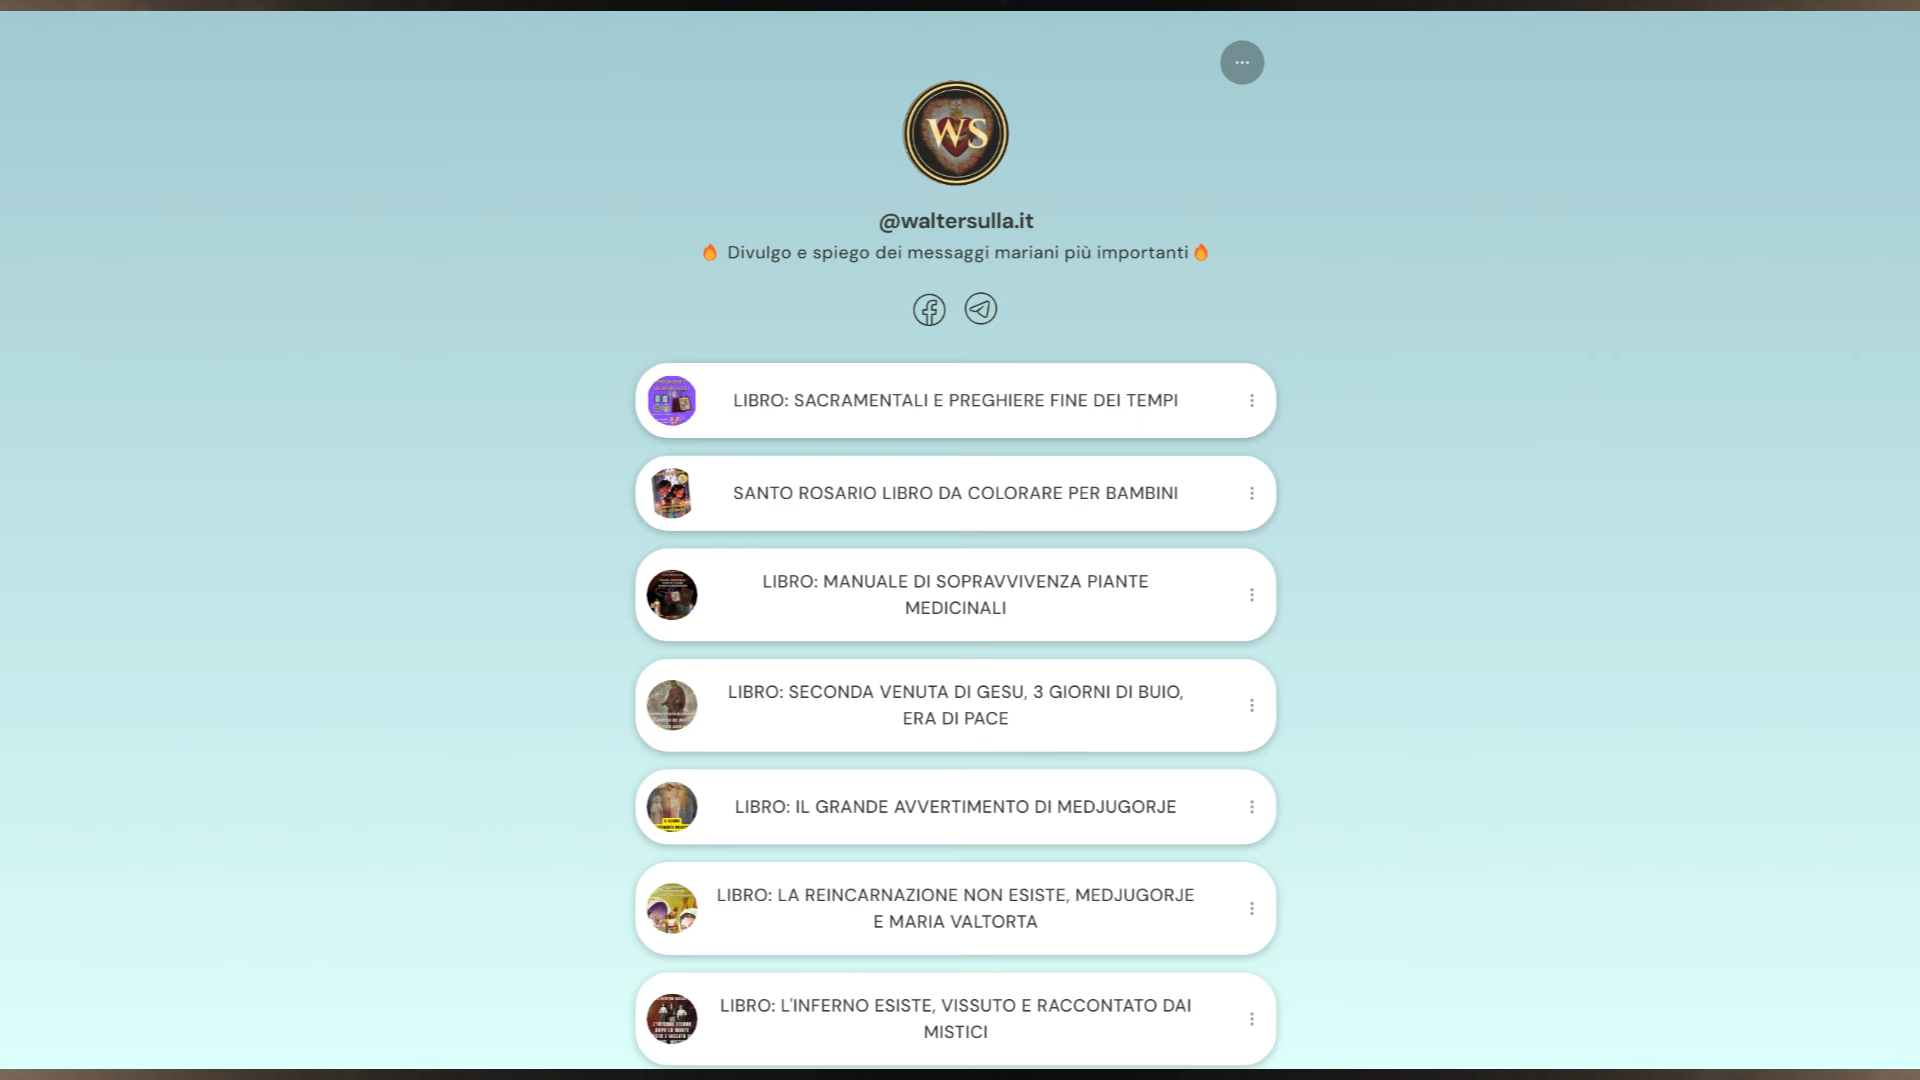 WS
@waltersulla.it
🔥 Divulgo e spiego dei messaggi mariani più importanti 🔥
LIBRO: SACRAMENTALI E PREGHIERE FINE DEI TEMPI
SANTO ROSARIO LIBRO DA COLORARE PER BAMBINI
LIBRO: MANUALE DI SOPRAVVIVENZA PIANTE
MEDICINALI
LIBRO: SECONDA VENUTA DI GESU, 3 GIORNI DI BUIO,
ERA DI PACE
LIBRO: IL GRANDE AVVERTIMENTO DI MEDJUGORJE
LIBRO: LA REINCARNAZIONE NON ESISTE, MEDJUGORJE
E MARIA VALTORTA
LIBRO: L'INFERNO ESISTE, VISSUTO E RACCONTATO DAI
MISTICI